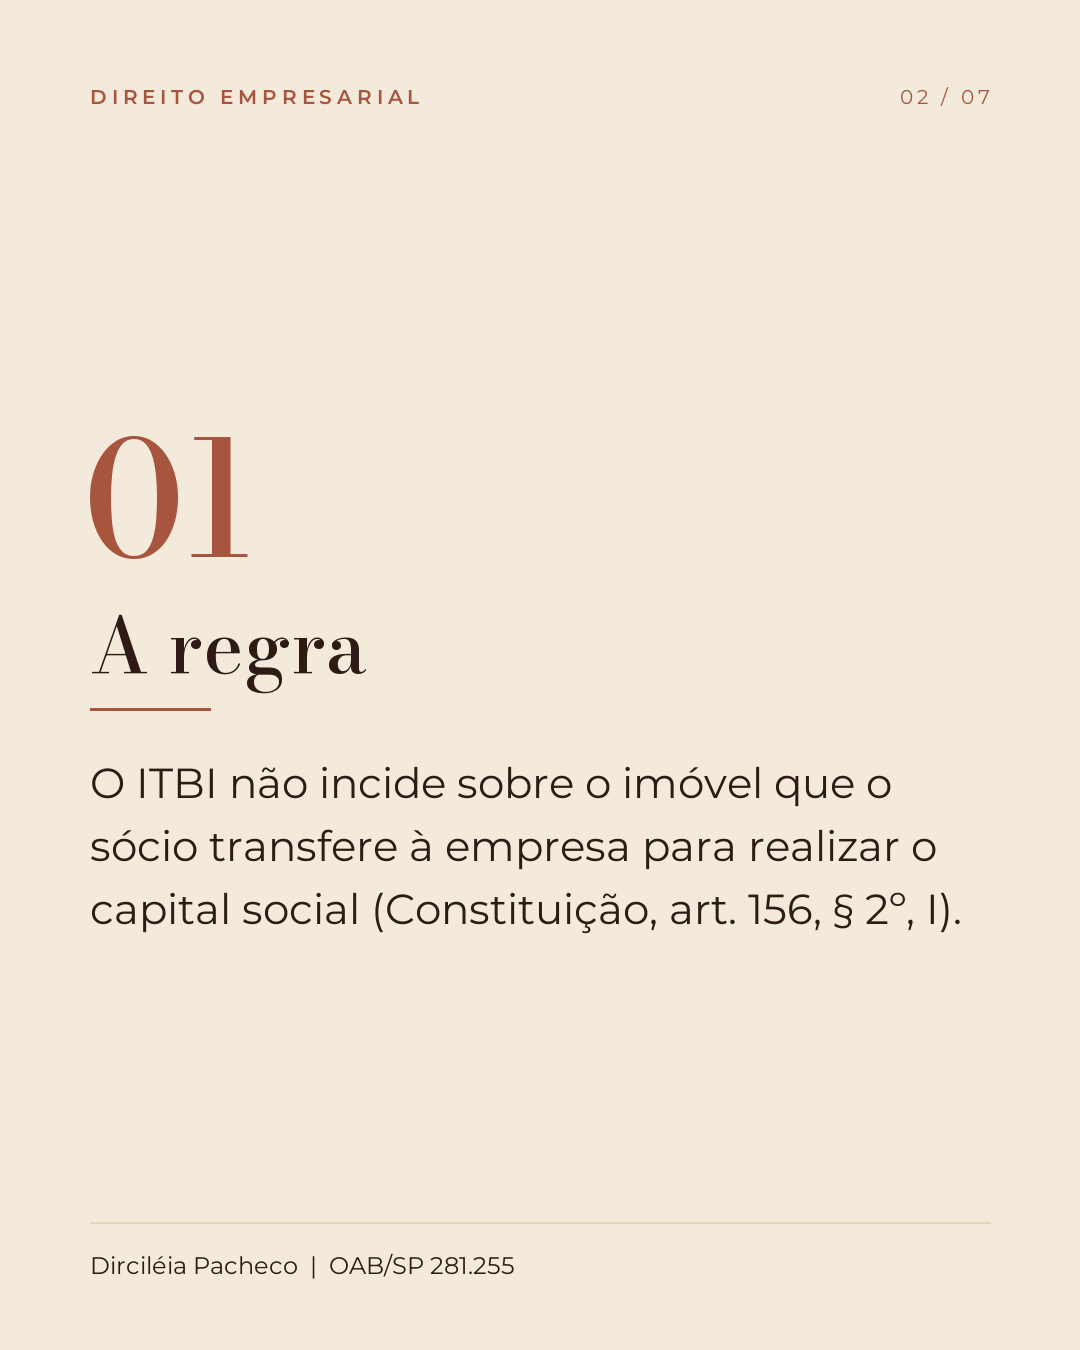 DIREITO EMPRESARIAL
02 / 07
01
A regra
O ITBI não incide sobre o imóvel que o
sócio transfere à empresa para realizar o
capital social (Constituição, art. 156, § 2º, I).
Dirciléia Pacheco | OAB/SP 281.255